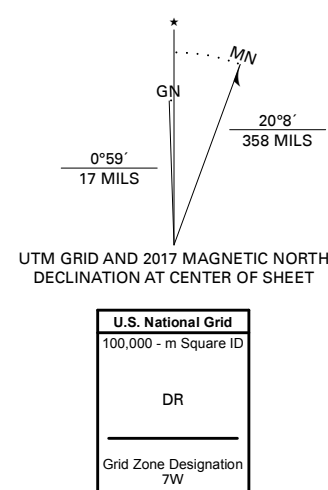 ★
MN
GN
20°8´
358 MILS
0°59´
17 MILS
UTM GRID AND 2017 MAGNETIC NORTH
DECLINATION AT CENTER OF SHEET
U.S. National Grid
100,000 - m Square ID
DR
Grid Zone Designation
7W